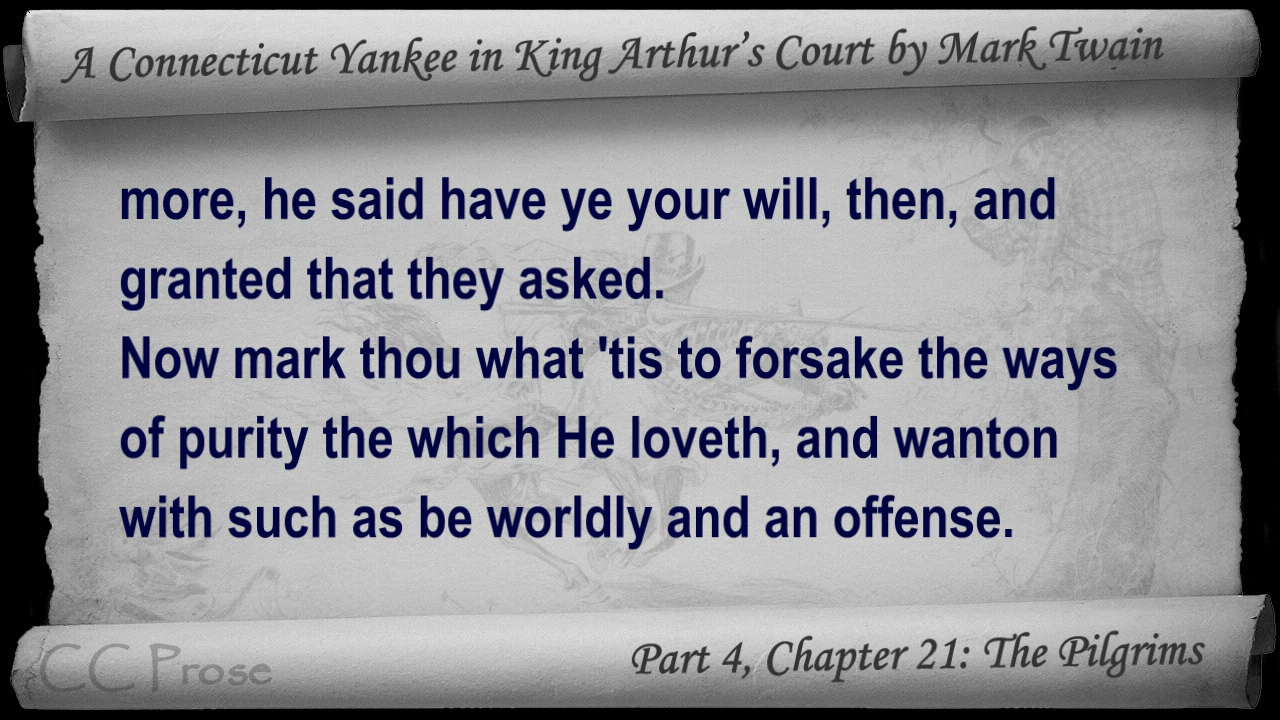 A Connecticut Yankee in King Arthur's Court by Mark Twain
more, he said have ye your will, then, and
granted that they asked.
Now mark thou what 'tis to forsake the ways
of purity the which He loveth, and wanton
with such as be worldly and an offense.
CC Prose
Part 4, Chapter 21: The Pilgrims